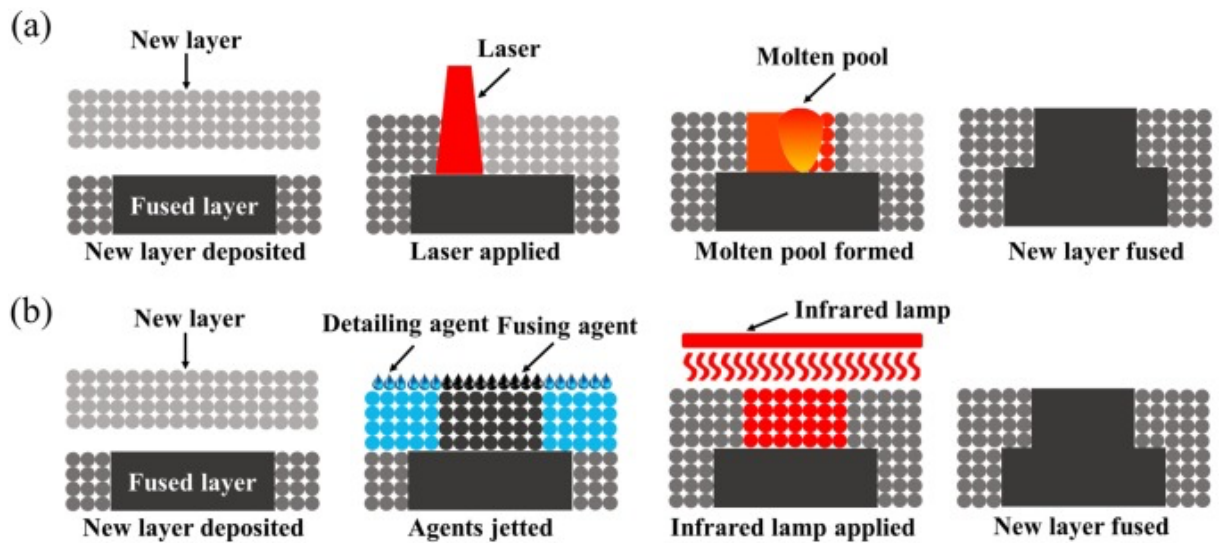 (a)
New layer
Laser
Molten pool
Fused layer
New layer deposited
Laser applied
Molten pool formed
New layer fused
(b)
New layer
Detailing agent
Fusing agent
Infrared lamp
Fused layer
New layer deposited
Agents jetted
Infrared lamp applied
New layer fused